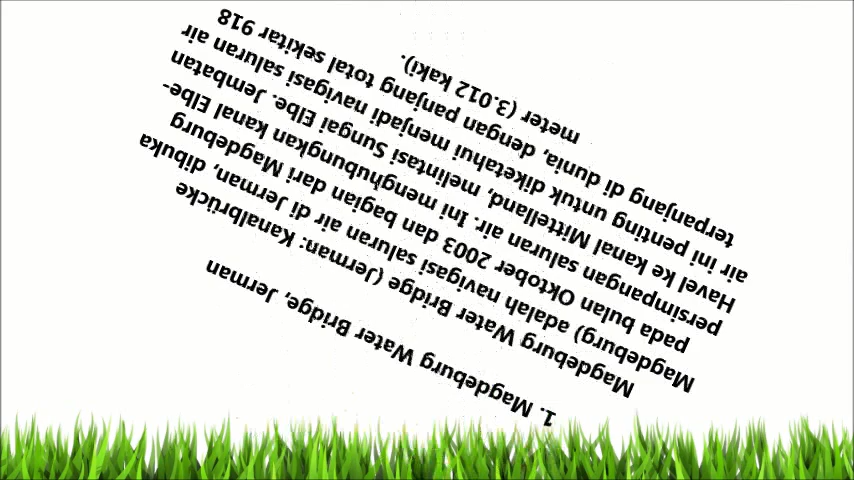 1. Magdeburg Water Bridge, Jerman
Magdeburg Water Bridge (Jerman: Kanalbrücke
Magdeburg) adalah navigasi saluran air di Jerman, dibuka
pada bulan Oktober 2003 dan bagian dari Magdeburg
persimpangan saluran air. Ini menghubungkan kanal Elbe-
Havel ke kanal Mittelland, melintasi Sungai Elbe. Jembatan
air ini penting untuk diketahui menjadi navigasi saluran air
terpanjang di dunia, dengan panjang total sekitar 918
meter (3.012 kaki).